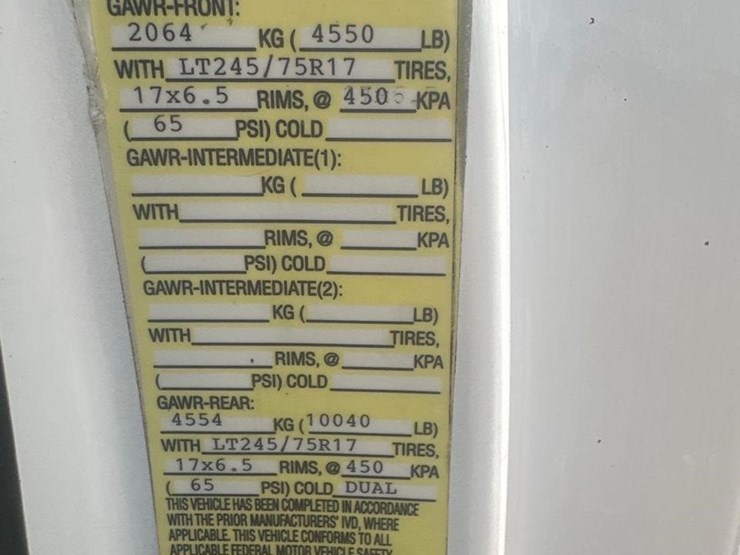 GAWR-FRONT:
2064 KG ( 4550 LB)
WITH LT245/75R17 TIRES,
17x6.5 RIMS, @ 450 KPA
( 65 PSI) COLD
GAWR-INTERMEDIATE(1):
KG ( LB)
WITH TIRES,
RIMS, @ KPA
( PSI) COLD
GAWR-INTERMEDIATE(2):
KG ( LB)
WITH TIRES,
RIMS, @ KPA
( PSI) COLD
GAWR-REAR:
4554 KG ( 10040 LB)
WITH LT245/75R17 TIRES,
17x6.5 RIMS, @ 450 KPA
( 65 PSI) COLD DUAL
THIS VEHICLE HAS BEEN COMPLETED IN ACCORDANCE
WITH THE PRIOR MANUFACTURERS' IVD, WHERE
APPLICABLE. THIS VEHICLE CONFORMS TO ALL
APPLICABLE FEDERAL MOTOR VEHICLE SAFETY